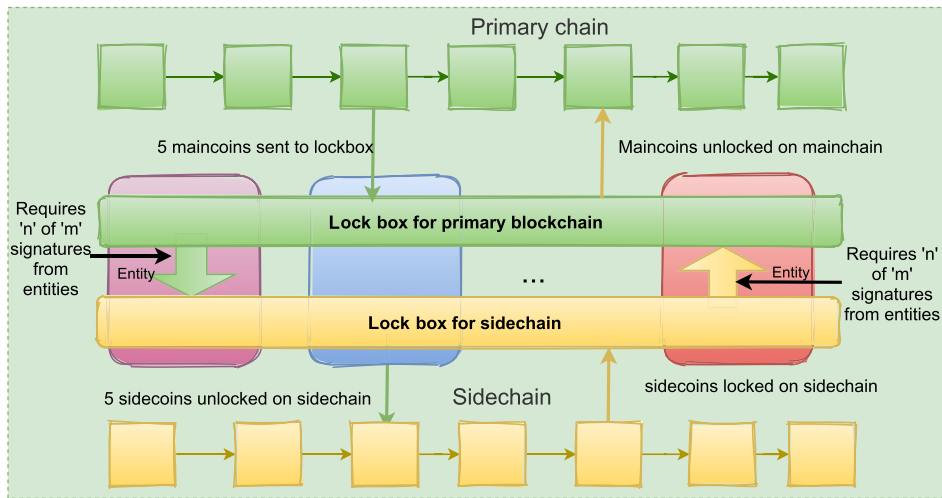 Primary chain
5 maincoins sent to lockbox
Maincoins unlocked on mainchain
Requires
'n' of 'm'
signatures
from
entities
Lock box for primary blockchain
Entity
...
Entity
Requires 'n'
of 'm'
signatures
from entities
Lock box for sidechain
5 sidecoins unlocked on sidechain
Sidechain
sidecoins locked on sidechain